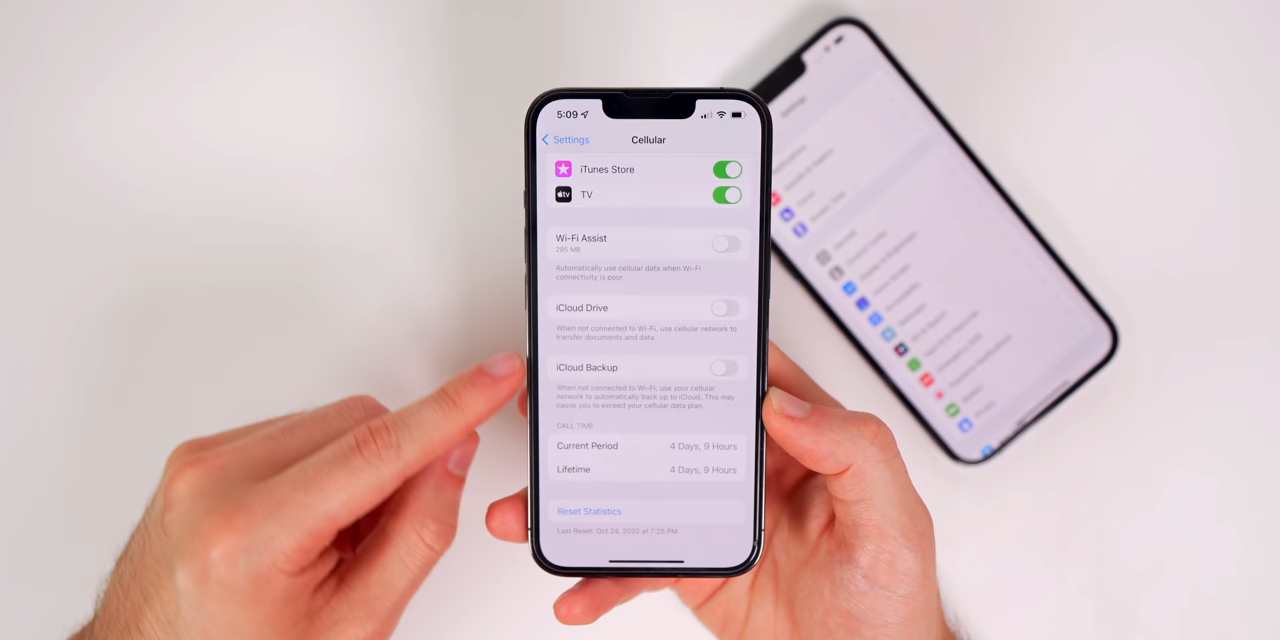 5:09
Settings
Cellular
iTunes Store
tv
TV
Wi-Fi Assist
295 MB
Automatically use cellular data when Wi-Fi
connectivity is poor.
iCloud Drive
When not connected to Wi-Fi, use cellular network to
transfer documents and data.
iCloud Backup
When not connected to Wi-Fi, use your cellular
network to automatically back up to iCloud. This may
cause you to exceed your cellular data plan.
CALL TIME
Current Period 4 Days, 9 Hours
Lifetime 4 Days, 9 Hours
Reset Statistics
Last Reset: Oct 24, 2020 at 7:25 PM
Settings